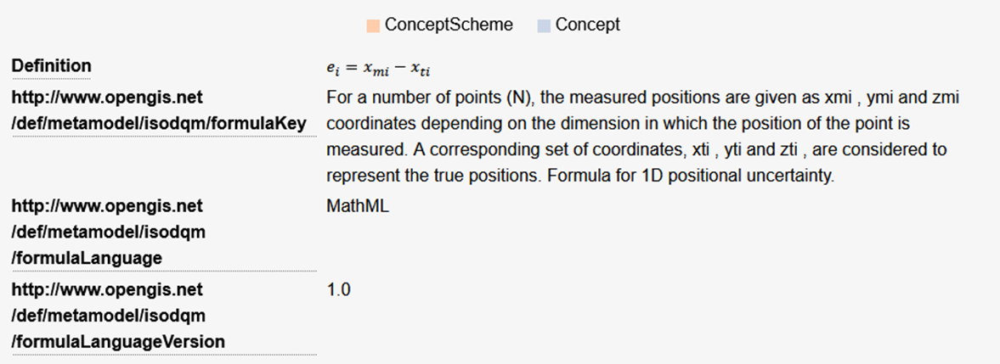 ConceptScheme Concept
Definition
e_i = x_mi − x_ti
http://www.opengis.net
/def/metamodel/isodqm/formulaKey
For a number of points (N), the measured positions are given as xmi , ymi and zmi
coordinates depending on the dimension in which the position of the point is
measured. A corresponding set of coordinates, xti , yti and zti , are considered to
represent the true positions. Formula for 1D positional uncertainty.
http://www.opengis.net
/def/metamodel/isodqm
/formulaLanguage
MathML
http://www.opengis.net
/def/metamodel/isodqm
/formulaLanguageVersion
1.0